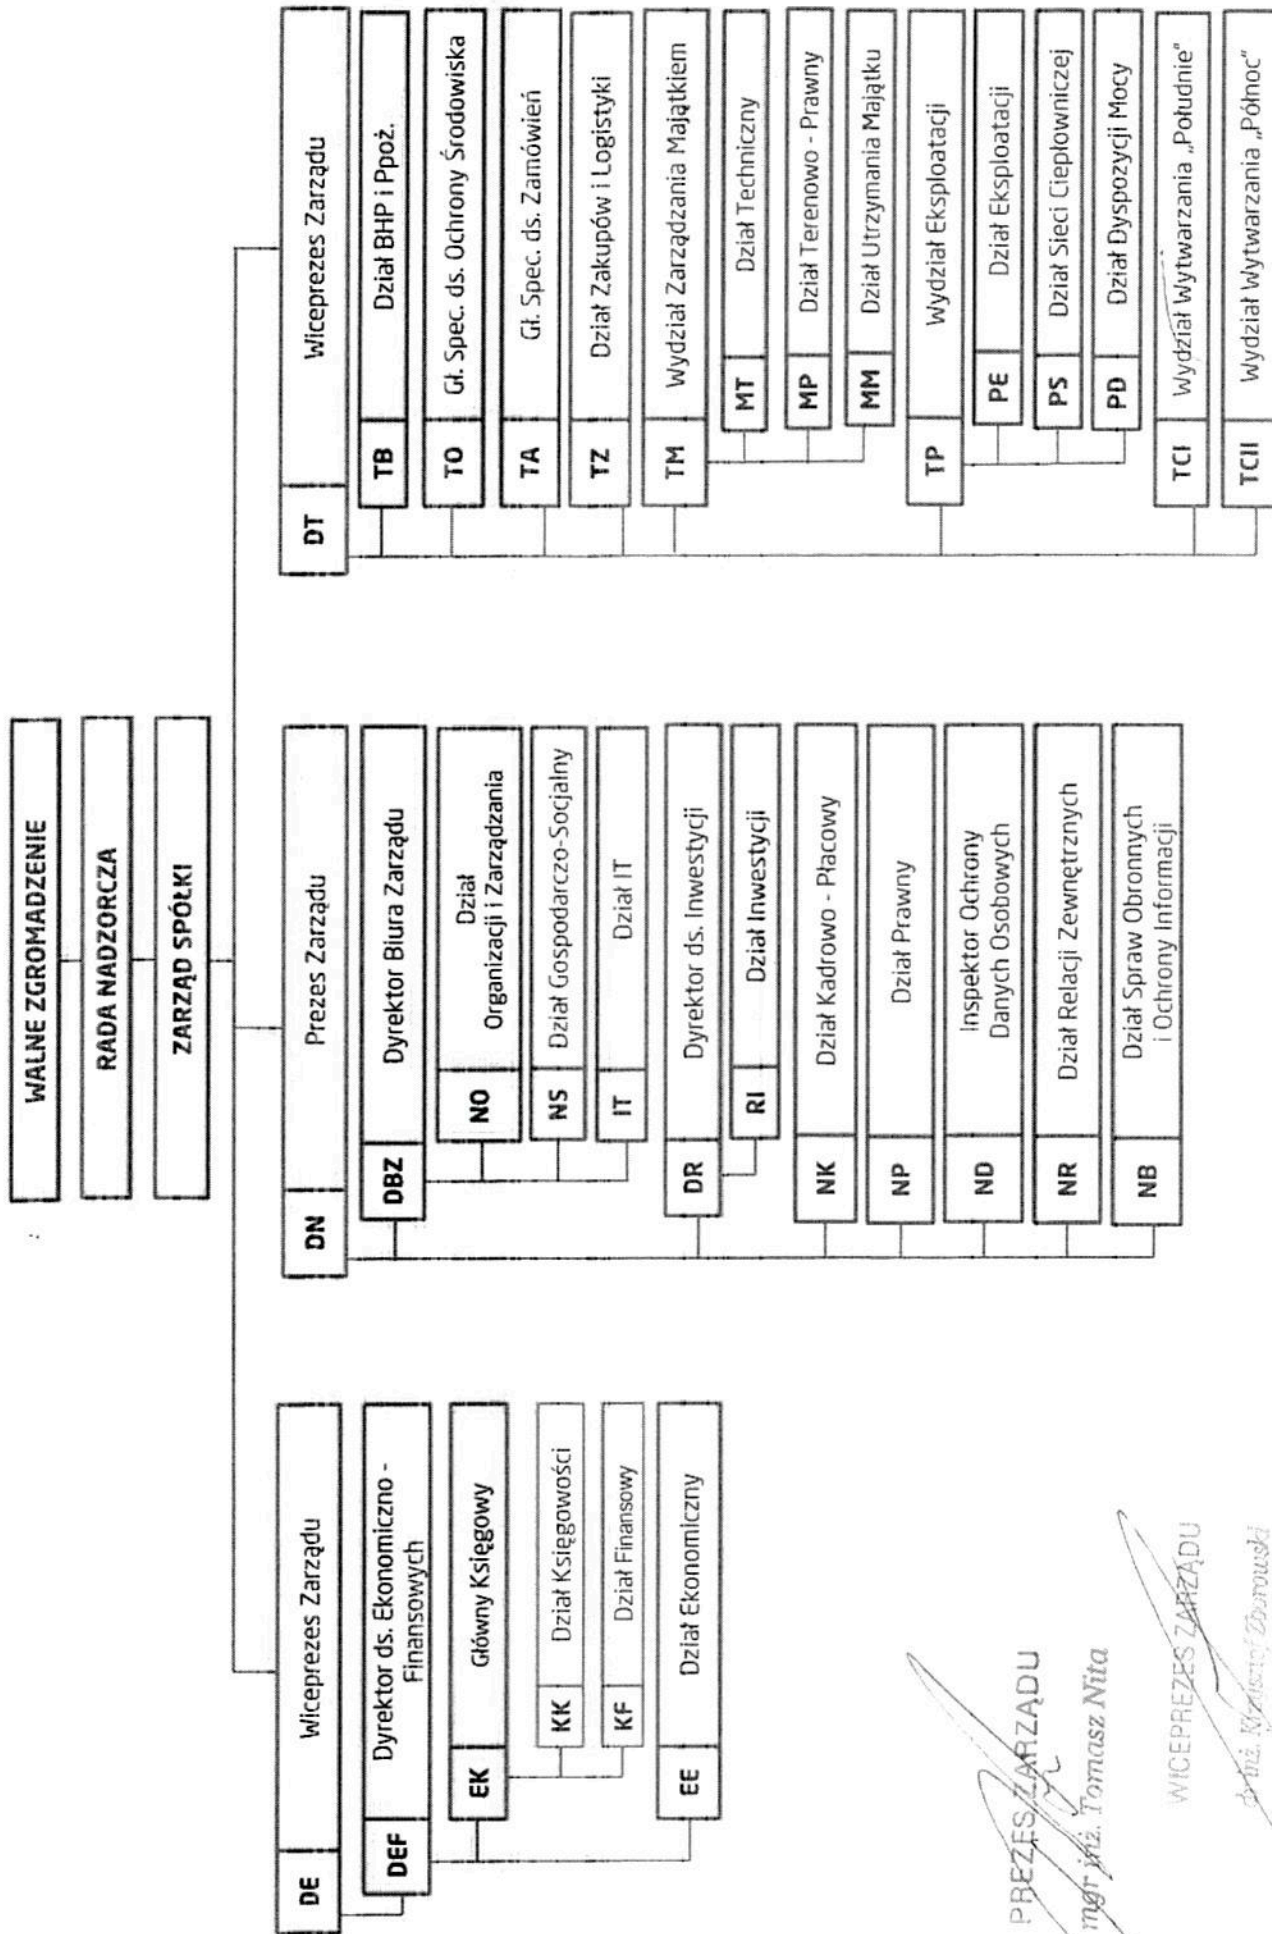 WALNE ZGROMADZENIE
RADA NADZORCZA
ZARZĄD SPÓŁKI
DE
Wiceprezes Zarządu
DEF
Dyrektor ds. Ekonomiczno -
Finansowych
EK
Główny Księgowy
KK
Dział Księgowości
KF
Dział Finansowy
EE
Dział Ekonomiczny
DN
Prezes Zarządu
DBZ
Dyrektor Biura Zarządu
NO
Dział
Organizacji i Zarządzania
NS
Dział Gospodarczo-Socjalny
IT
Dział IT
DR
Dyrektor ds. Inwestycji
RI
Dział Inwestycji
NK
Dział Kadrowo - Płacowy
NP
Dział Prawny
ND
Inspektor Ochrony
Danych Osobowych
NR
Dział Relacji Zewnętrznych
NB
Dział Spraw Obronnych
i Ochrony Informacji
DT
Wiceprezes Zarządu
TB
Dział BHP i Ppoż.
TO
Gł. Spec. ds. Ochrony Środowiska
TA
Gł. Spec. ds. Zamówień
TZ
Dział Zakupów i Logistyki
TM
Wydział Zarządzania Majątkiem
MT
Dział Techniczny
MP
Dział Terenowo - Prawny
MM
Dział Utrzymania Majątku
TP
Wydział Eksploatacji
PE
Dział Eksploatacji
PS
Dział Sieci Ciepłowniczej
PD
Dział Dyspozycji Mocy
TCI
Wydział Wytwarzania „Południe"
TCII
Wydział Wytwarzania „Północ"
PREZES ZARZĄDU
mgr inż. Tomasz Nita
WICEPREZES ZARZĄDU
dr inż. Krzysztof Zborowski